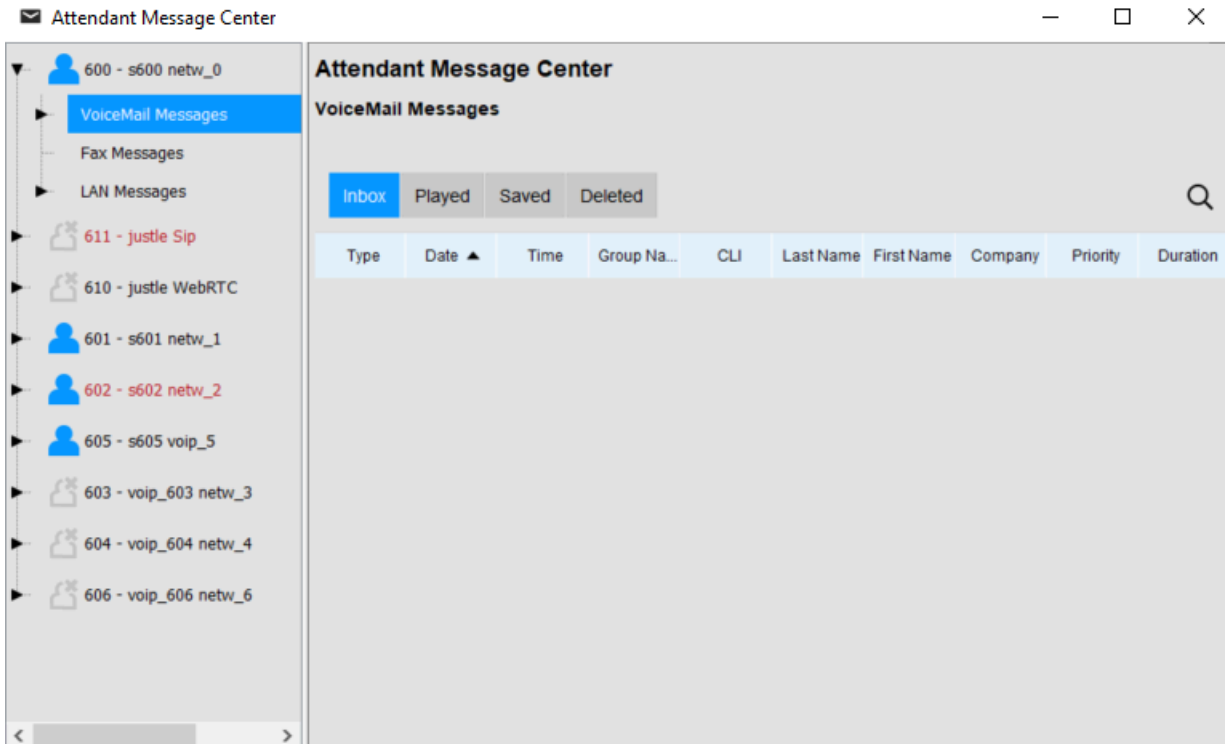 Attendant Message Center
600 - s600 netw_0
VoiceMail Messages
Fax Messages
LAN Messages
611 - justle Sip
610 - justle WebRTC
601 - s601 netw_1
602 - s602 netw_2
605 - s605 voip_5
603 - voip_603 netw_3
604 - voip_604 netw_4
606 - voip_606 netw_6
Attendant Message Center
VoiceMail Messages
Inbox Played Saved Deleted
Type Date Time Group Na... CLI Last Name First Name Company Priority Duration